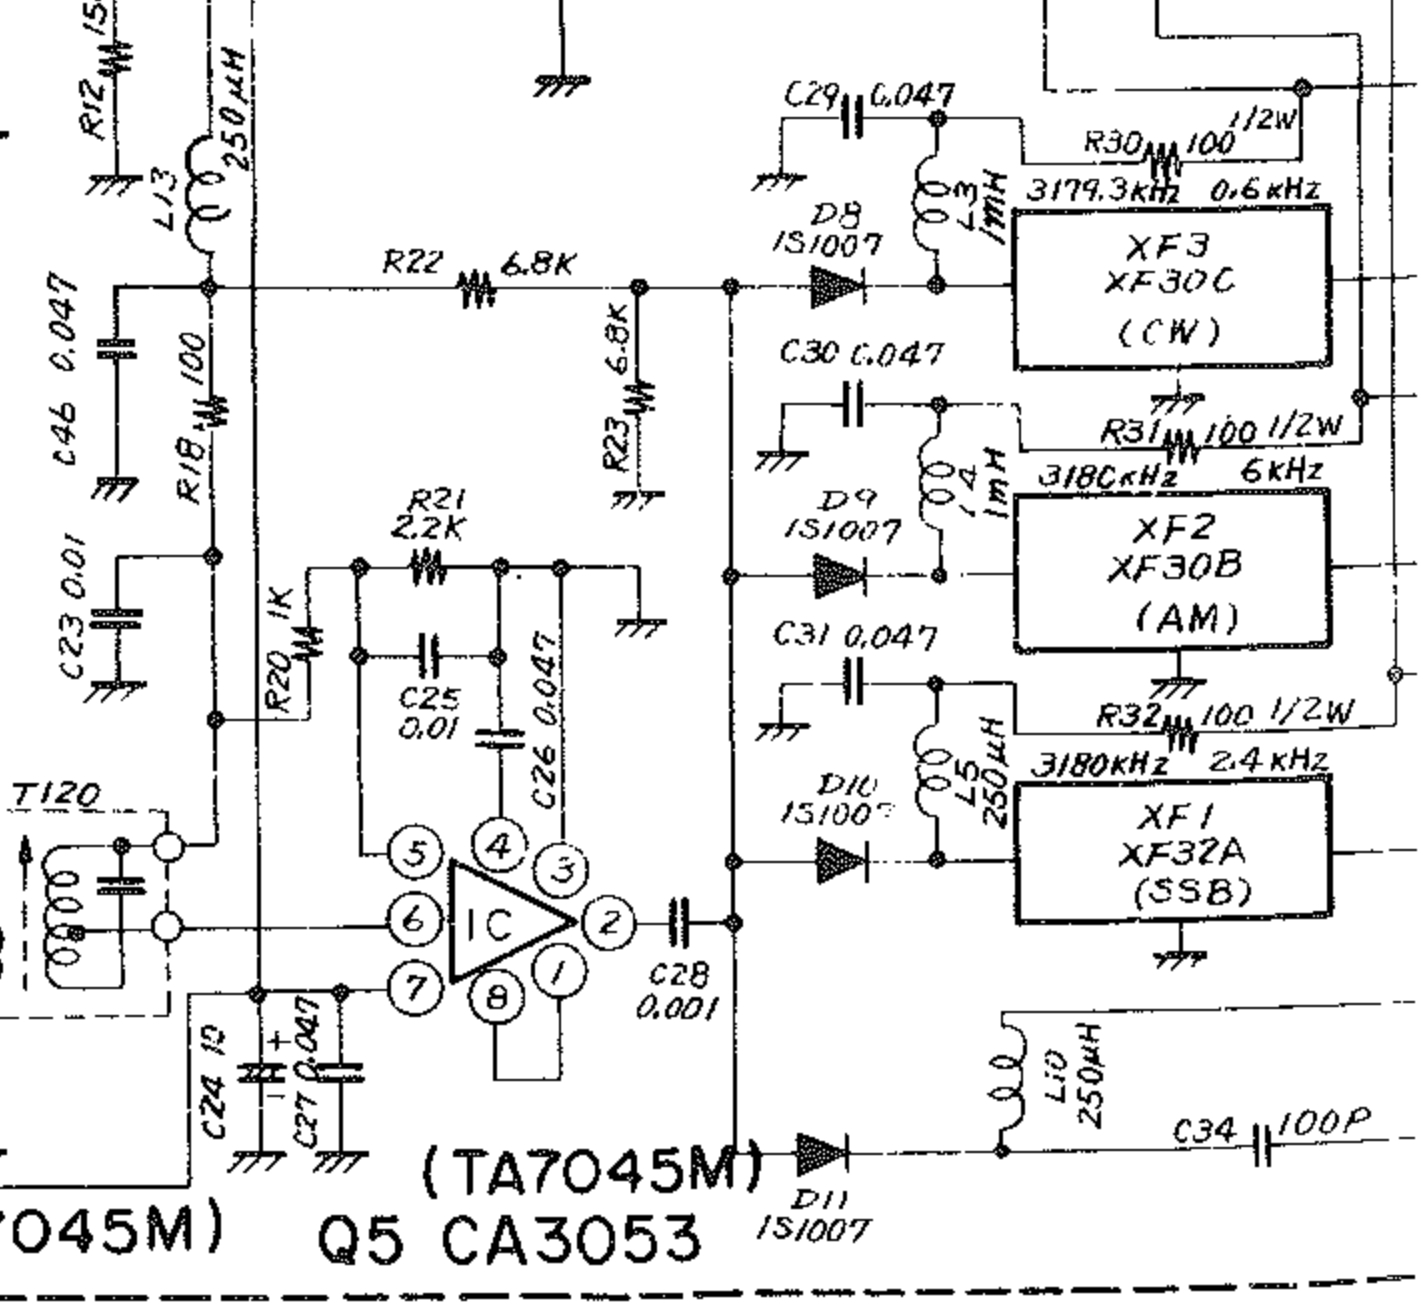 R12
250µH
L13
C29 0.047
R30 100 1/2W
L3
1mH
3179.3KHz 0.6KHz
D8
1S1007
XF3
XF30C
(CW)
R22 6.8K
C46 0.047
R18 100
R23 6.8K
C30 0.047
R31 100 1/2W
1mH
3180KHz 6KHz
D9
1S1007
XF2
XF30B
(AM)
R21
2.2K
C23 0.01
R20 1K
C25
0.01
C26 0.047
C31 0.047
R32 100 1/2W
L5
250µH
3180KHz 2.4KHz
D10
XF1
XF32A
(SSB)
T120
5
4
3
6
IC
2
7
8
1
C28
0.001
C24 10
+
-
C27 0.047
L10
250µH
C34 100P
D11
1S1007
(TA7045M)
Q5 CA3053
7045M)